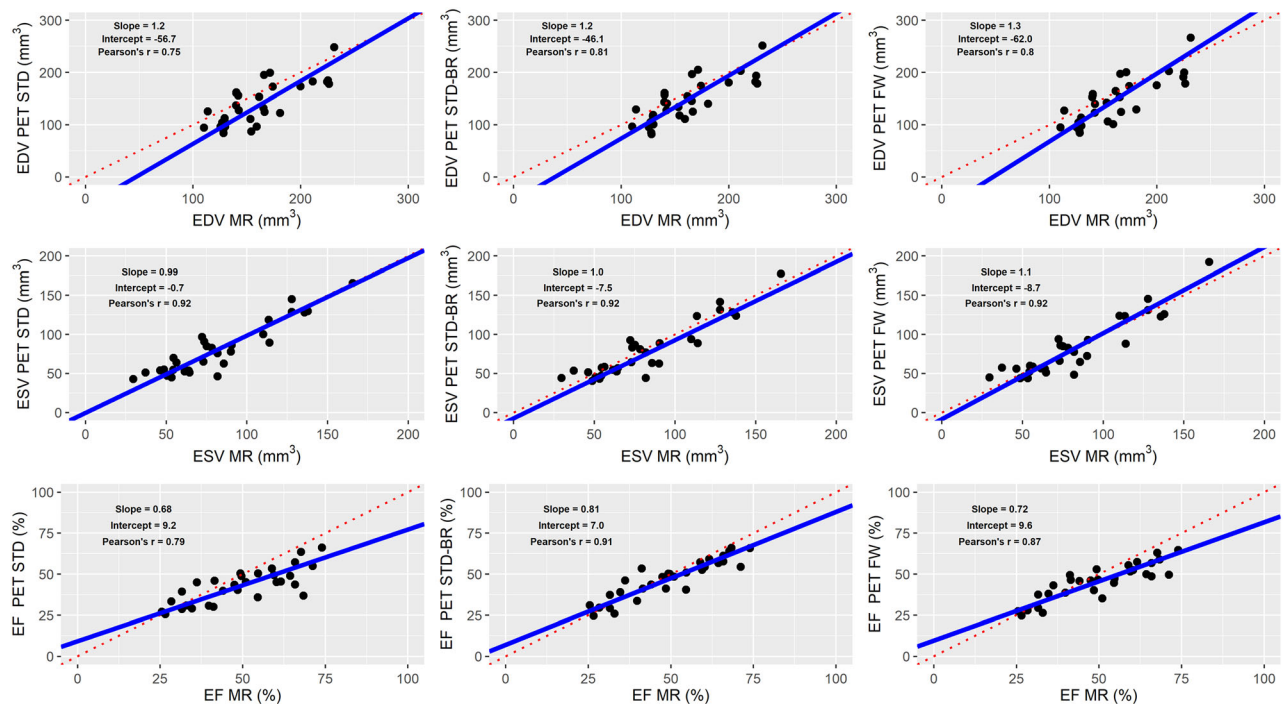 Slope = 1.2
Intercept = -56.7
Pearson's r = 0.75
EDV PET STD (mm³)
300
200
100
0
0 100 200 300
EDV MR (mm³)
Slope = 1.2
Intercept = -46.1
Pearson's r = 0.81
EDV PET STD-BR (mm³)
300
200
100
0
0 100 200 300
EDV MR (mm³)
Slope = 1.3
Intercept = -62.0
Pearson's r = 0.8
EDV PET FW (mm³)
300
200
100
0
0 100 200 300
EDV MR (mm³)
Slope = 0.99
Intercept = -0.7
Pearson's r = 0.92
ESV PET STD (mm³)
200
150
100
50
0
0 50 100 150 200
ESV MR (mm³)
Slope = 1.0
Intercept = -7.5
Pearson's r = 0.92
ESV PET STD-BR (mm³)
200
150
100
50
0
0 50 100 150 200
ESV MR (mm³)
Slope = 1.1
Intercept = -8.7
Pearson's r = 0.92
ESV PET FW (mm³)
200
150
100
50
0
0 50 100 150 200
ESV MR (mm³)
Slope = 0.68
Intercept = 9.2
Pearson's r = 0.79
EF PET STD (%)
100
75
50
25
0
0 25 50 75 100
EF MR (%)
Slope = 0.81
Intercept = 7.0
Pearson's r = 0.91
EF PET STD-BR (%)
100
75
50
25
0
0 25 50 75 100
EF MR (%)
Slope = 0.72
Intercept = 9.6
Pearson's r = 0.87
EF PET FW (%)
100
75
50
25
0
0 25 50 75 100
EF MR (%)